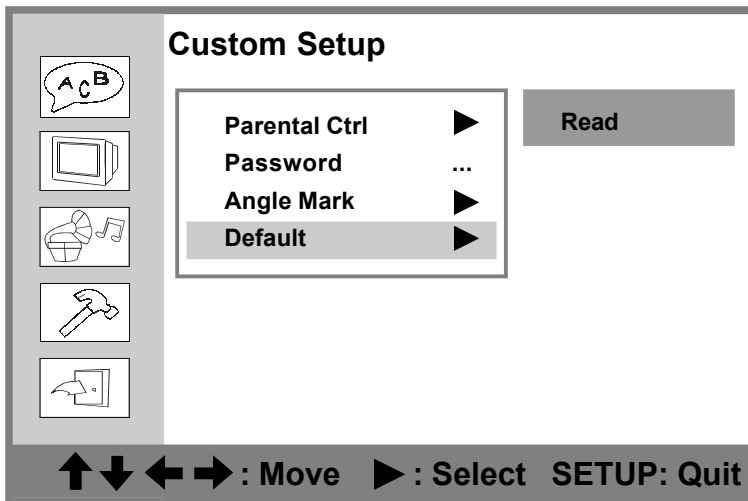 Custom Setup
A C B
Parental Ctrl ▶ Read
Password ...
Angle Mark ▶
Default ▶
↑↓←→: Move ▶: Select SETUP: Quit